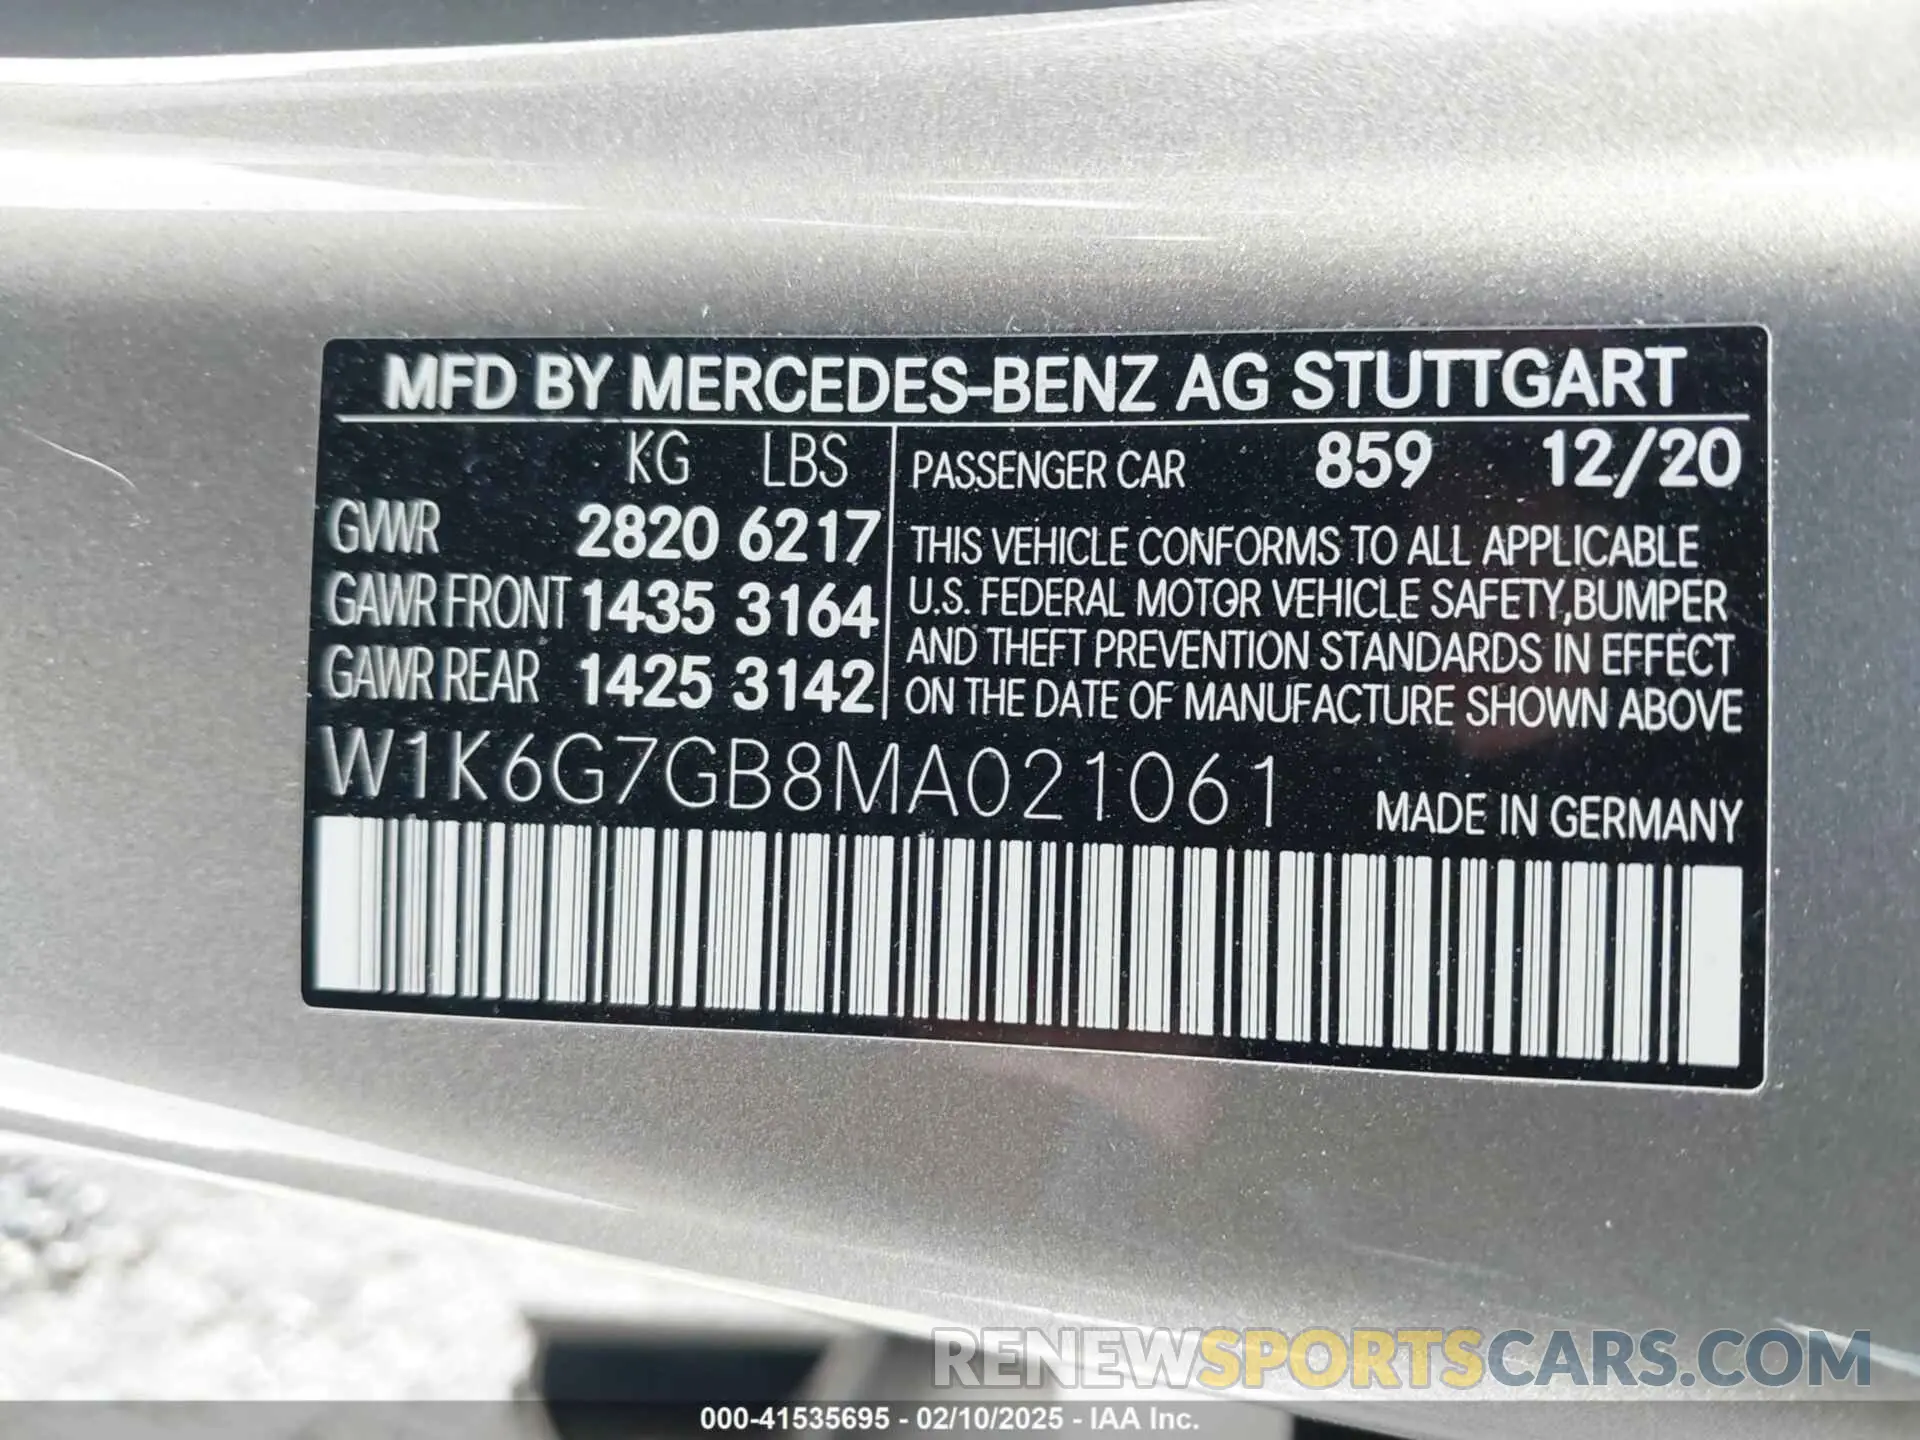 MFD BY MERCEDES-BENZ AG STUTTGART
KG LBS
GVWR 2820 6217
GAWR FRONT 1435 3164
GAWR REAR 1425 3142
PASSENGER CAR 859 12/20
THIS VEHICLE CONFORMS TO ALL APPLICABLE
U.S. FEDERAL MOTOR VEHICLE SAFETY,BUMPER
AND THEFT PREVENTION STANDARDS IN EFFECT
ON THE DATE OF MANUFACTURE SHOWN ABOVE
W1K6G7GB8MA021061
MADE IN GERMANY
RENEWSPORTSCARS.COM
000-41535695 - 02/10/2025 - IAA Inc.